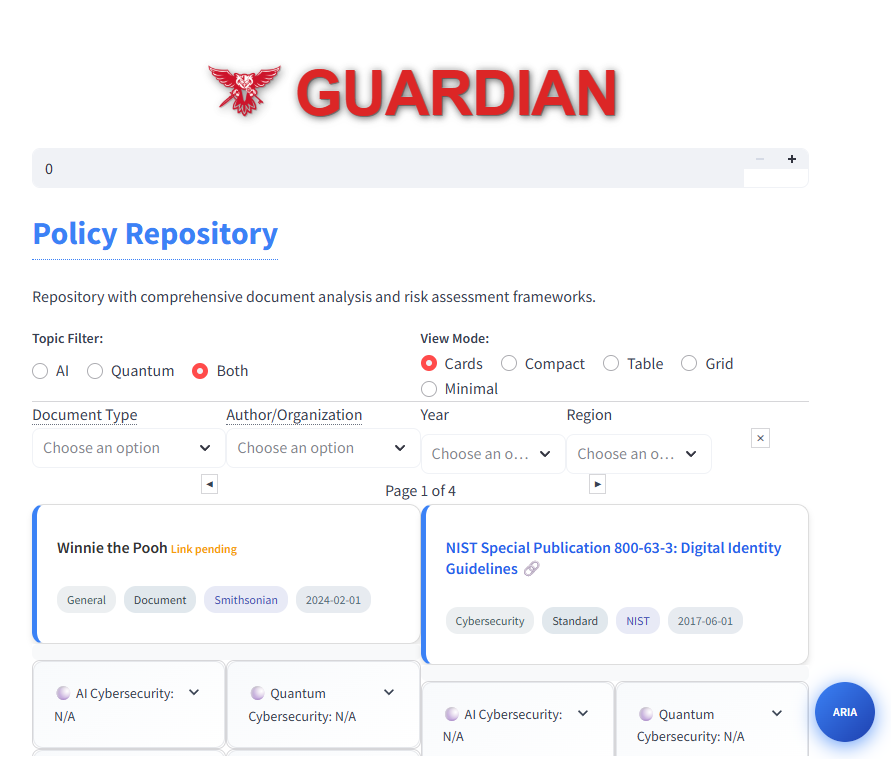 GUARDIAN
0
Policy Repository
Repository with comprehensive document analysis and risk assessment frameworks.
Topic Filter:
AI Quantum Both
View Mode:
Cards Compact Table Grid
Minimal
Document Type Author/Organization Year Region
Choose an option Choose an option Choose an o... Choose an o...
Page 1 of 4
Winnie the Pooh Link pending
General Document Smithsonian 2024-02-01
NIST Special Publication 800-63-3: Digital Identity
Guidelines
Cybersecurity Standard NIST 2017-06-01
AI Cybersecurity:
N/A
Quantum
Cybersecurity: N/A
AI Cybersecurity:
N/A
Quantum
Cybersecurity: N/A
ARIA